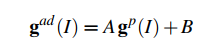 g^{ad}(I) = A g^{p}(I) + B